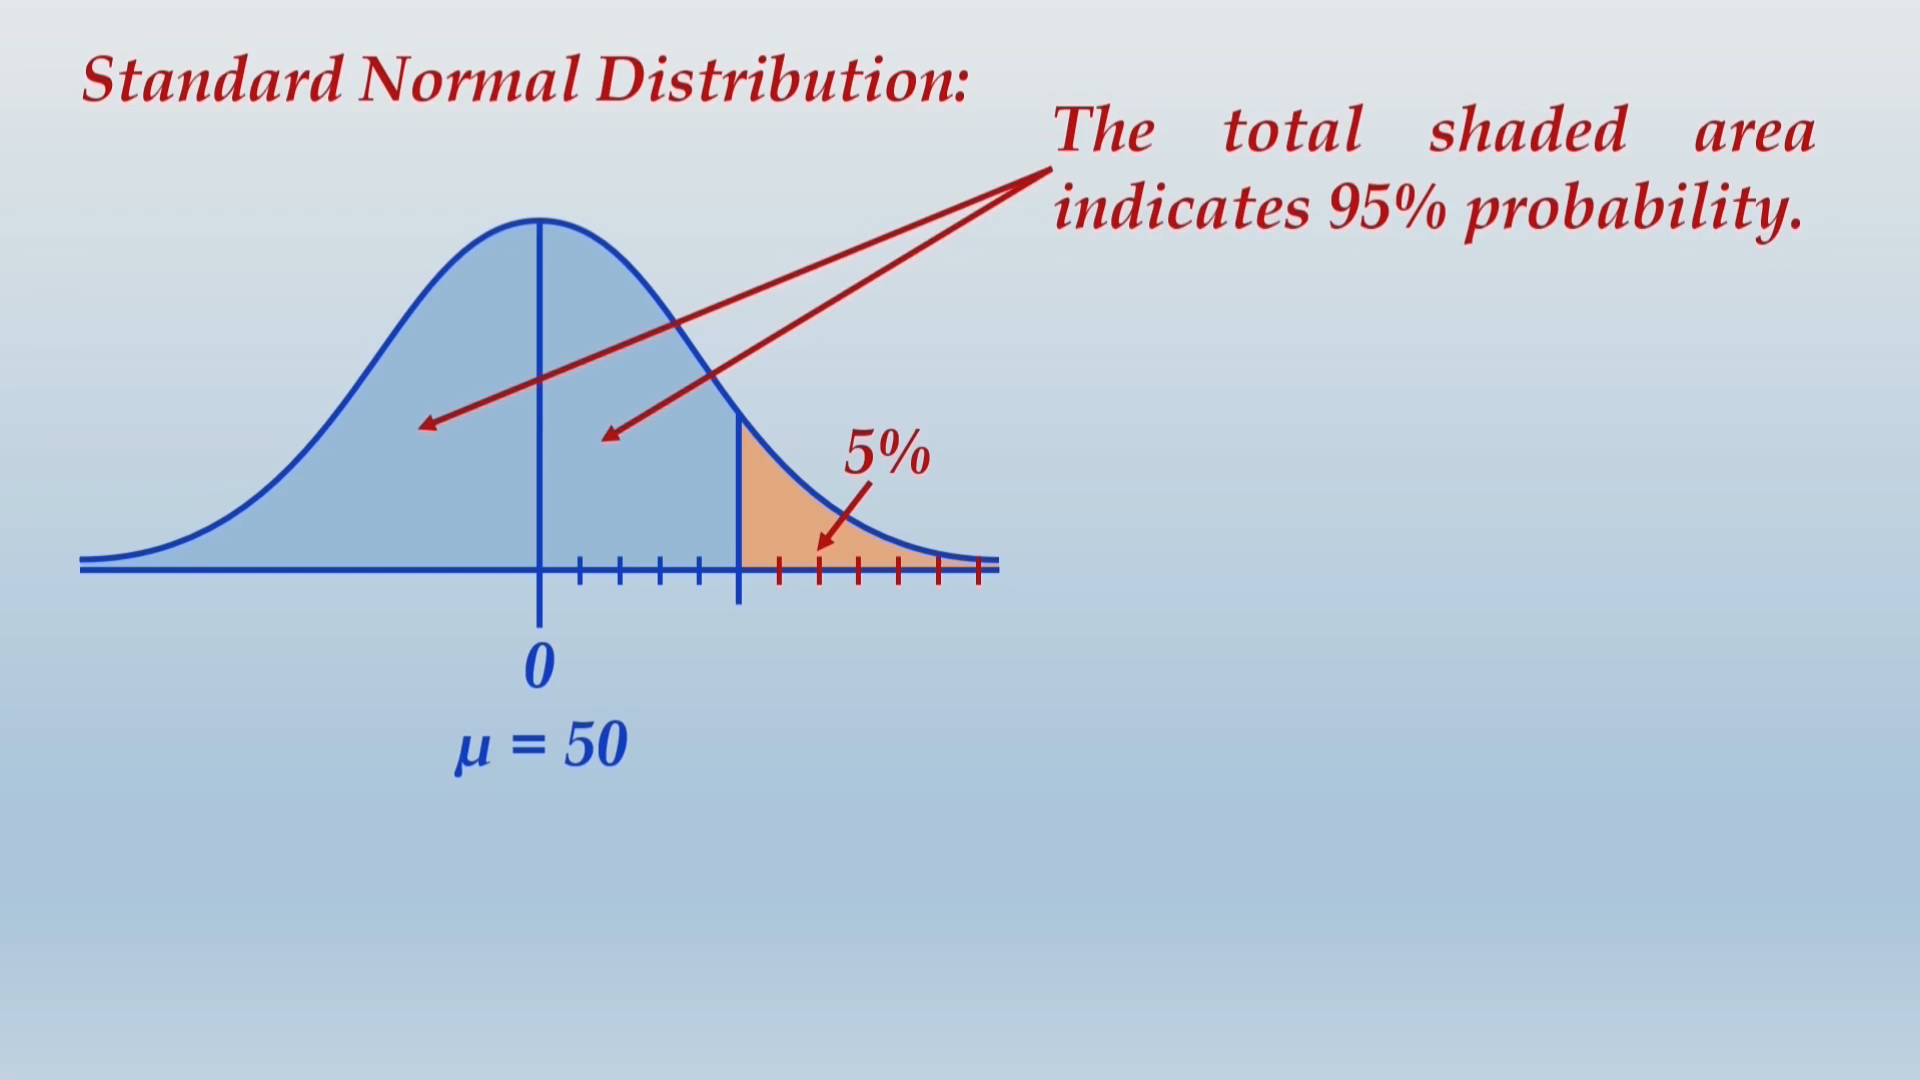 Standard Normal Distribution:
The total shaded area
indicates 95% probability.
5%
0
μ = 50